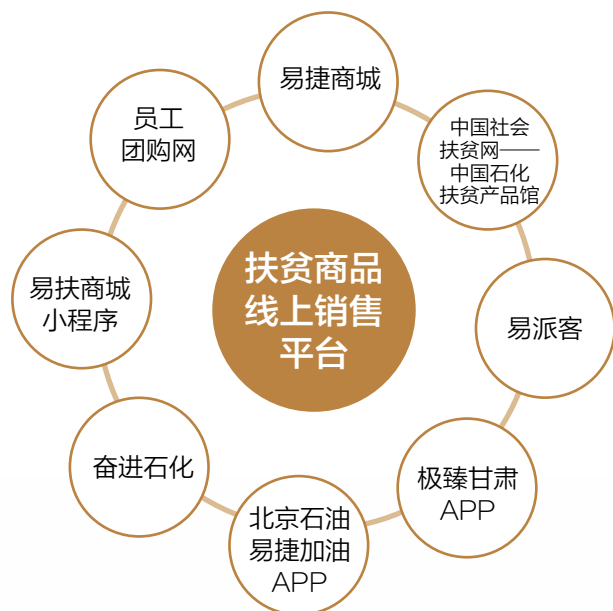 易捷商城
中国社会
扶贫网——
中国石化
扶贫产品馆
易派客
极臻甘肃
APP
北京石油
易捷加油
APP
奋进石化
易扶商城
小程序
员工
团购网
扶贫商品
线上销售
平台